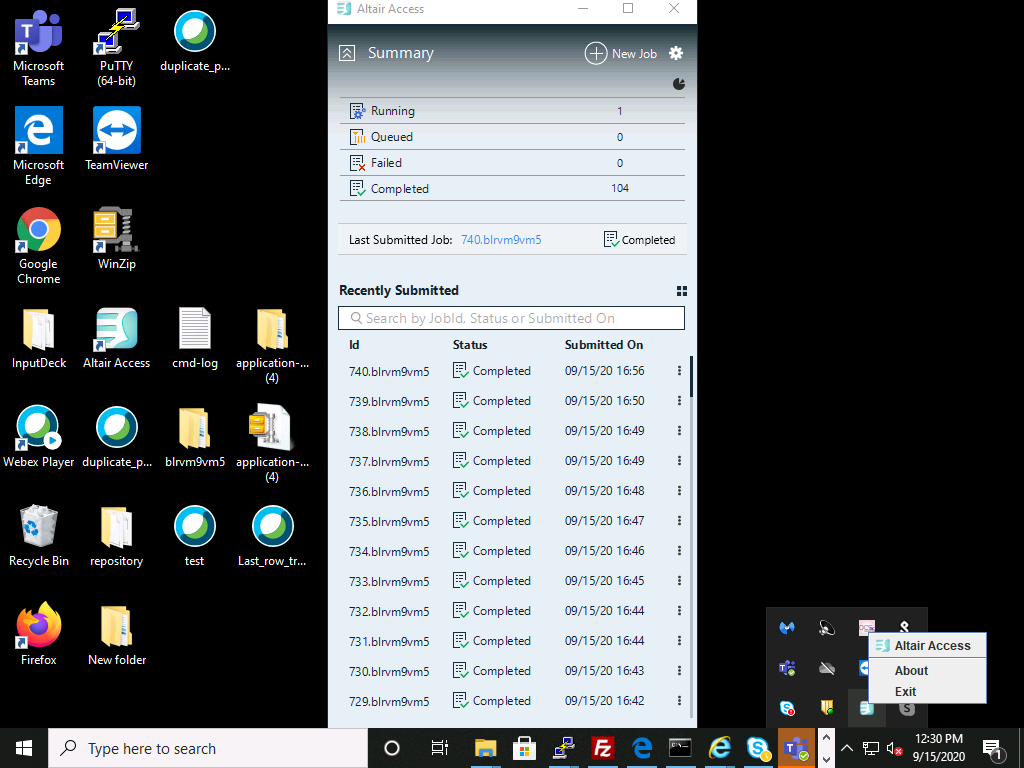 Altair Access
Summary
New Job
Running 1
Queued 0
Failed 0
Completed 104
Last Submitted Job: 740.blrvm9vm5 Completed
Recently Submitted
Search by JobId, Status or Submitted On
Id Status Submitted On
740.blrvm9vm5 Completed 09/15/20 16:56
739.blrvm9vm5 Completed 09/15/20 16:50
738.blrvm9vm5 Completed 09/15/20 16:49
737.blrvm9vm5 Completed 09/15/20 16:49
736.blrvm9vm5 Completed 09/15/20 16:48
735.blrvm9vm5 Completed 09/15/20 16:47
734.blrvm9vm5 Completed 09/15/20 16:46
733.blrvm9vm5 Completed 09/15/20 16:45
732.blrvm9vm5 Completed 09/15/20 16:44
731.blrvm9vm5 Completed 09/15/20 16:44
730.blrvm9vm5 Completed 09/15/20 16:43
729.blrvm9vm5 Completed 09/15/20 16:42
Microsoft
Teams
PuTTY
(64-bit)
duplicate_p...
Microsoft
Edge
TeamViewer
Google
Chrome
WinZip
InputDeck
Altair Access
cmd-log
application-...
(4)
Webex Player
duplicate_p...
blrvm9vm5
application-...
(4)
Recycle Bin
repository
test
Last_row_tr...
Firefox
New folder
Altair Access
About
Exit
Type here to search
12:30 PM
9/15/2020
1